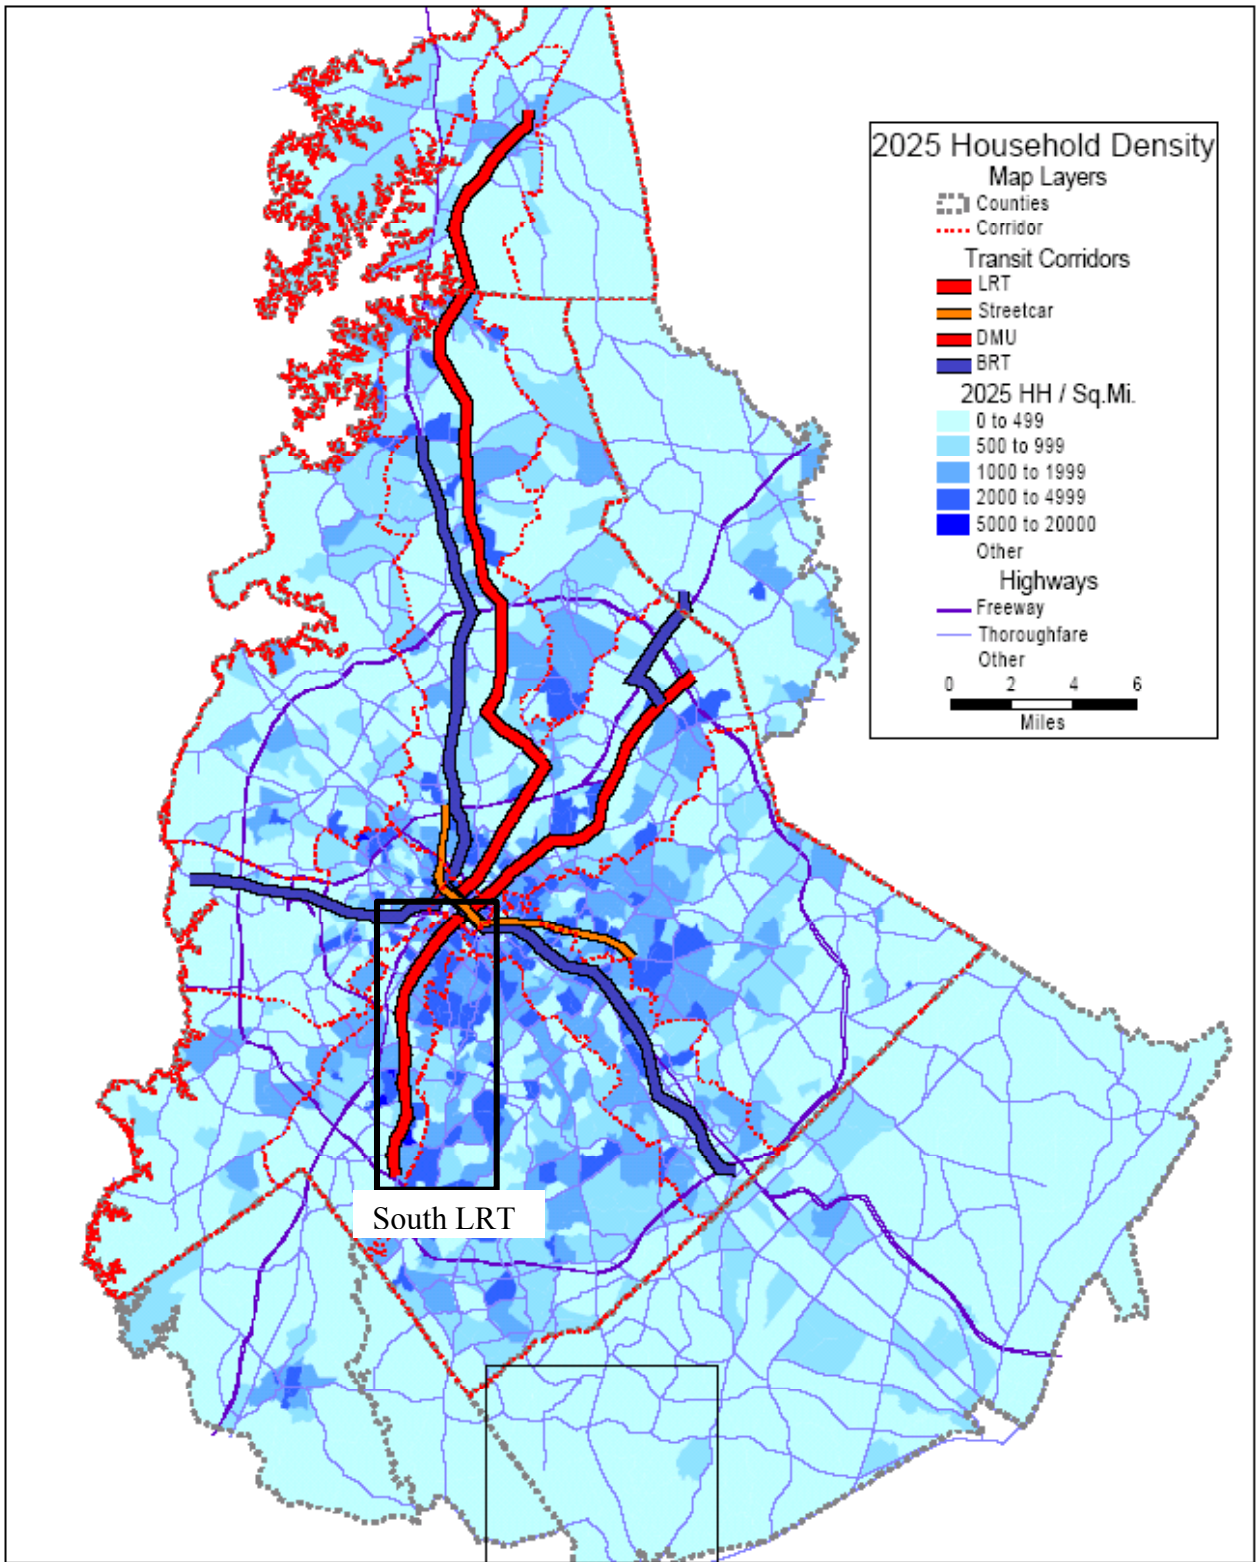 2025 Household Density
Map Layers
Counties
Corridor
Transit Corridors
LRT
Streetcar
DMU
BRT
2025 HH / Sq.Mi.
0 to 499
500 to 999
1000 to 1999
2000 to 4999
5000 to 20000
Other
Highways
Freeway
Thoroughfare
Other
0 2 4 6
Miles
South LRT